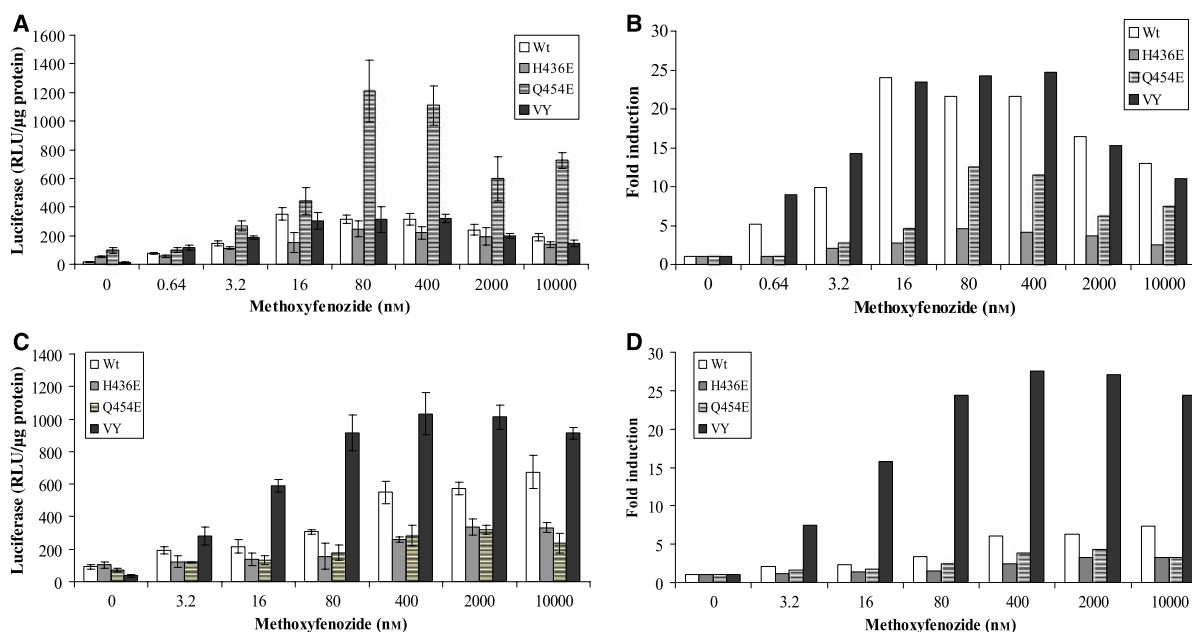 A
Luciferase (RLU/µg protein)
1600
1400
1200
1000
800
600
400
200
0
Wt
H436E
Q454E
VY
0 0.64 3.2 16 80 400 2000 10000
Methoxyfenozide (nM)
B
Fold induction
30
25
20
15
10
5
0
Wt
H436E
Q454E
VY
0 0.64 3.2 16 80 400 2000 10000
Methoxyfenozide (nM)
C
Luciferase (RLU/µg protein)
1400
1200
1000
800
600
400
200
0
Wt
H436E
Q454E
VY
0 3.2 16 80 400 2000 10000
Methoxyfenozide (nM)
D
Fold induction
30
25
20
15
10
5
0
Wt
H436E
Q454E
VY
0 3.2 16 80 400 2000 10000
Methoxyfenozide (nM)